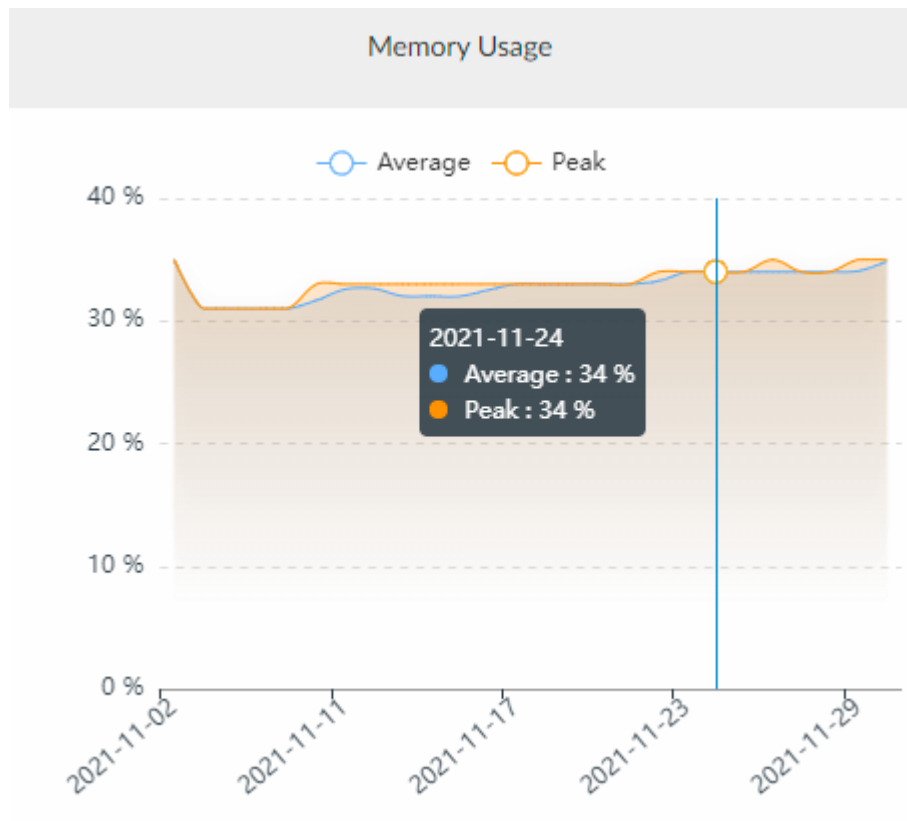 Memory Usage
Average Peak
40 %
30 %
20 %
10 %
0 %
2021-11-24
Average : 34 %
Peak : 34 %
2021-11-02
2021-11-11
2021-11-17
2021-11-23
2021-11-29